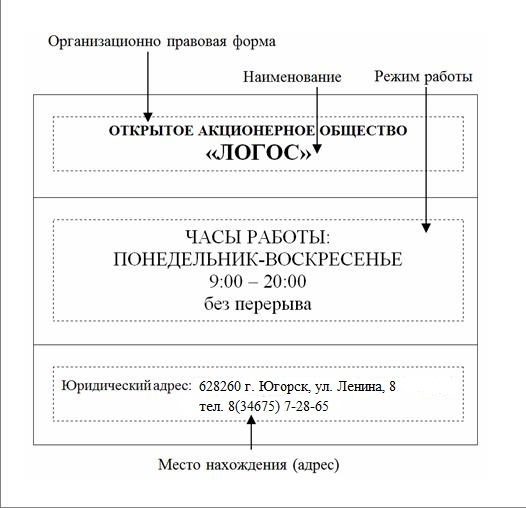 Организационно правовая форма
Наименование
Режим работы
ОТКРЫТОЕ АКЦИОНЕРНОЕ ОБЩЕСТВО
«ЛОГОС»
ЧАСЫ РАБОТЫ:
ПОНЕДЕЛЬНИК-ВОСКРЕСЕНЬЕ
9:00 – 20:00
без перерыва
Юридический адрес: 628260 г. Югорск, ул. Ленина, 8
тел. 8(34675) 7-28-65
Место нахождения (адрес)